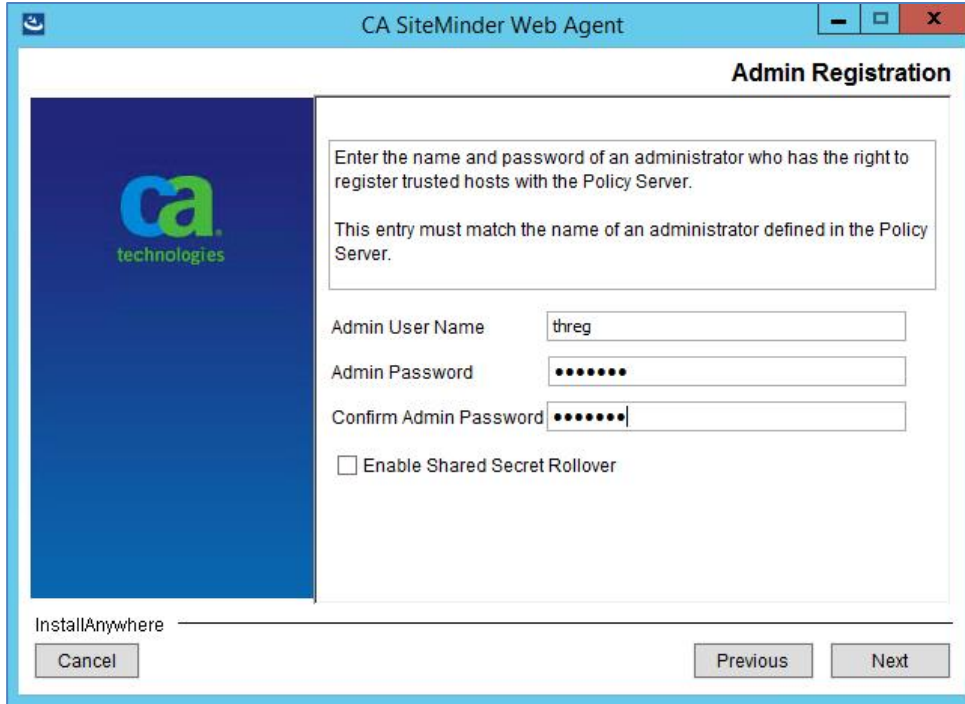 CA SiteMinder Web Agent
Admin Registration
ca
technologies
Enter the name and password of an administrator who has the right to
register trusted hosts with the Policy Server.
This entry must match the name of an administrator defined in the Policy
Server.
Admin User Name threg
Admin Password •••••••
Confirm Admin Password •••••••
Enable Shared Secret Rollover
InstallAnywhere
Cancel Previous Next